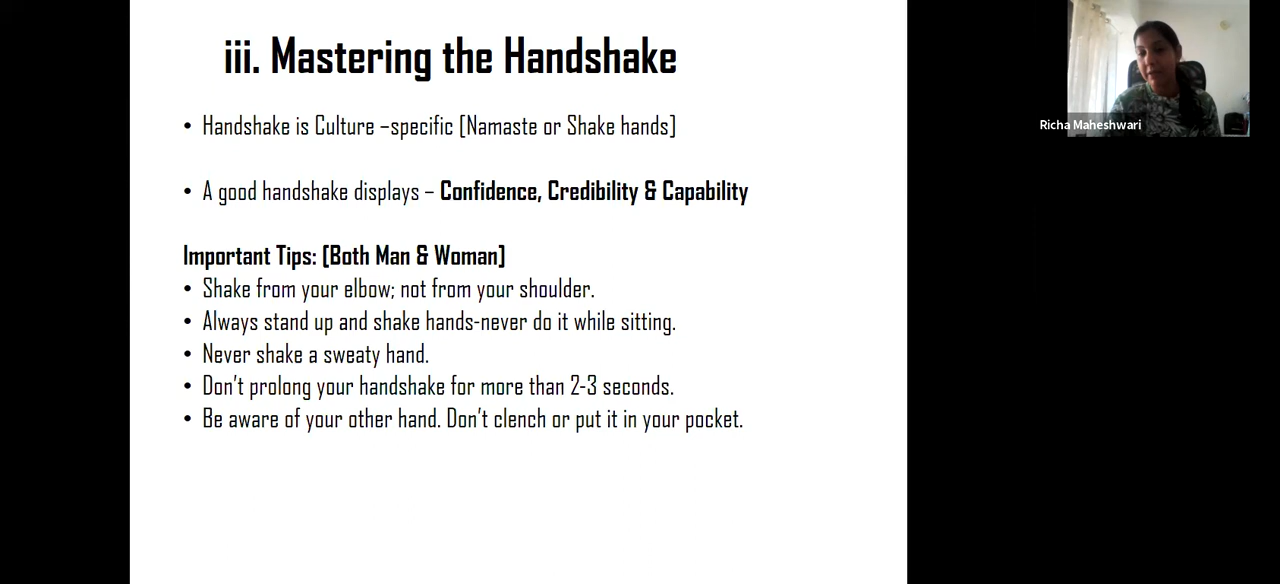 iii. Mastering the Handshake
• Handshake is Culture –specific [Namaste or Shake hands]
• A good handshake displays – Confidence, Credibility & Capability
Important Tips: [Both Man & Woman]
• Shake from your elbow; not from your shoulder.
• Always stand up and shake hands-never do it while sitting.
• Never shake a sweaty hand.
• Don't prolong your handshake for more than 2-3 seconds.
• Be aware of your other hand. Don't clench or put it in your pocket.
Richa Maheshwari